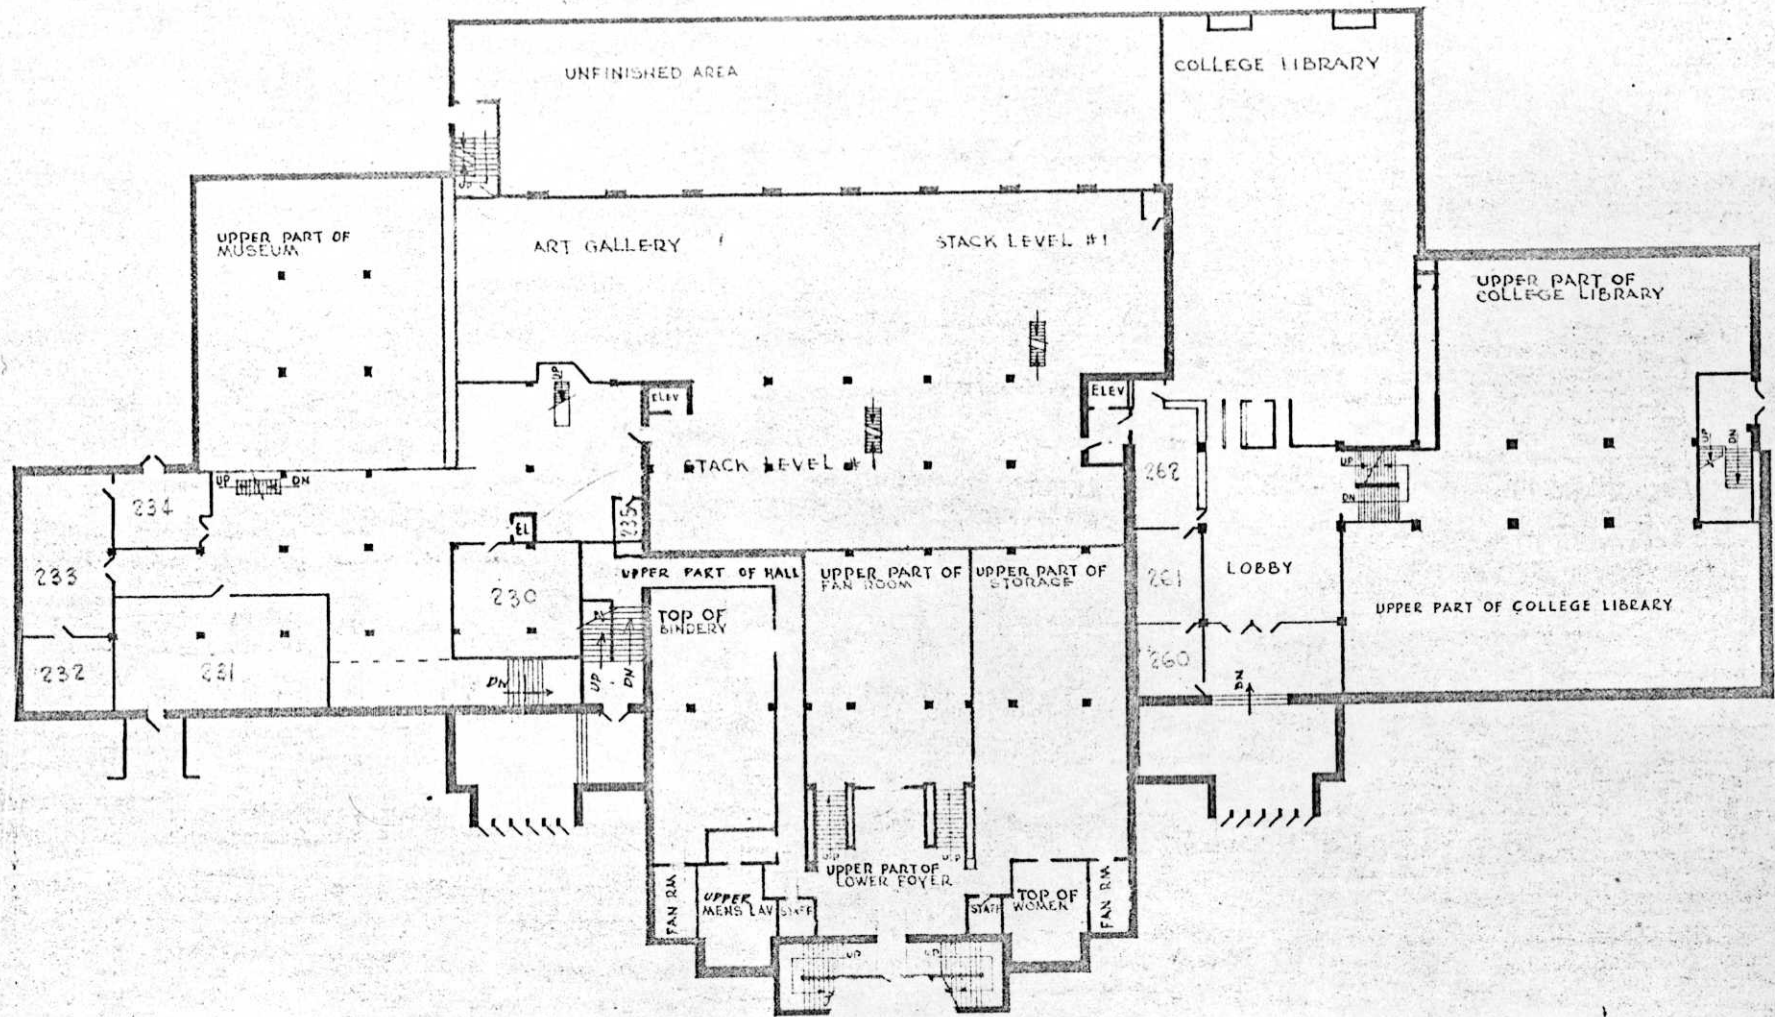 UNFINISHED AREA
COLLEGE LIBRARY
UP
UPPER PART OF
MUSEUM
ART GALLERY
STACK LEVEL #1
UPPER PART OF
COLLEGE LIBRARY
UP
ELEV
ELEV
STACK LEVEL #
262
UP
DN
UP
DN
UP
DN
234
EL
235
233
230
UPPER PART OF HALL
UPPER PART OF
FAN ROOM
UPPER PART OF
STORAGE
261
LOBBY
UPPER PART OF COLLEGE LIBRARY
TOP OF
BINDERY
232
231
DN
UP
DN
260
DN
UP
UP
UPPER PART OF
LOWER FOYER
FAN RM
UPPER
MENS LAV
STAFF
STAFF
TOP OF
WOMEN
FAN RM
UP
UP